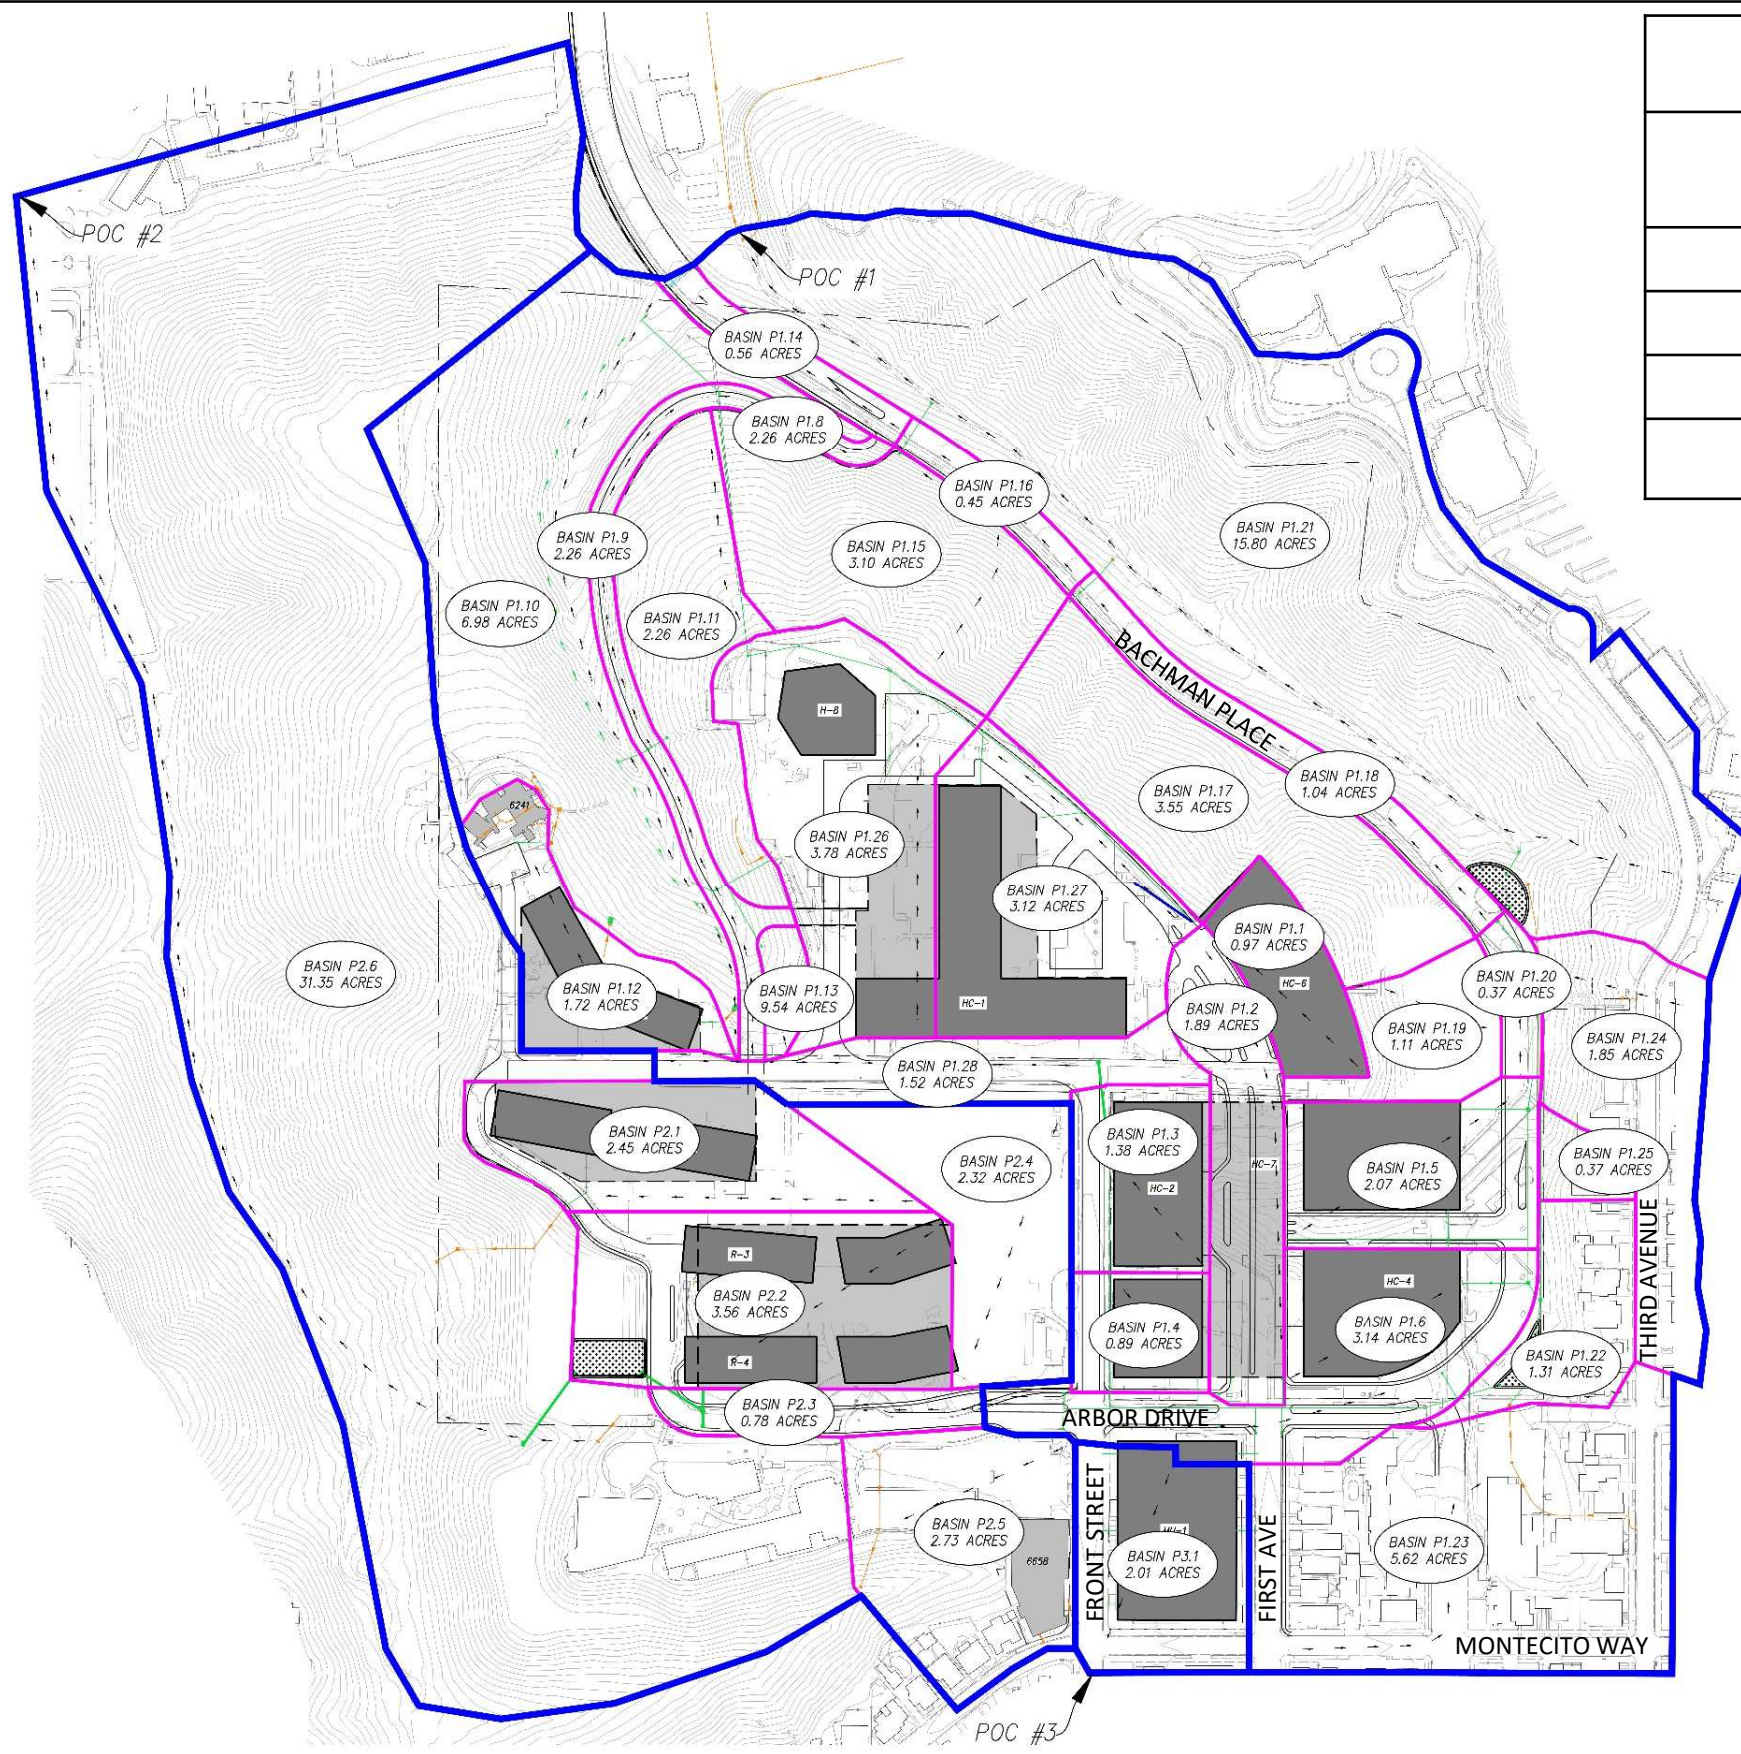 POC #2
POC #1
BASIN P1.14
0.56 ACRES
BASIN P1.8
2.26 ACRES
BASIN P1.16
0.45 ACRES
BASIN P1.21
15.80 ACRES
BASIN P1.9
2.26 ACRES
BASIN P1.15
3.10 ACRES
BASIN P1.10
6.98 ACRES
BASIN P1.11
2.26 ACRES
BACHMAN PLACE
H-8
BASIN P1.18
1.04 ACRES
BASIN P1.17
3.55 ACRES
6241
BASIN P1.26
3.78 ACRES
BASIN P1.27
3.12 ACRES
BASIN P1.1
0.97 ACRES
HC-6
BASIN P2.6
31.35 ACRES
BASIN P1.12
1.72 ACRES
BASIN P1.13
9.54 ACRES
HC-1
BASIN P1.2
1.89 ACRES
BASIN P1.20
0.37 ACRES
BASIN P1.19
1.11 ACRES
BASIN P1.24
1.85 ACRES
BASIN P1.28
1.52 ACRES
BASIN P2.1
2.45 ACRES
BASIN P2.4
2.32 ACRES
BASIN P1.3
1.38 ACRES
HC-2
HC-7
BASIN P1.5
2.07 ACRES
BASIN P1.25
0.37 ACRES
R-3
BASIN P2.2
3.56 ACRES
R-4
BASIN P1.4
0.89 ACRES
HC-4
BASIN P1.6
3.14 ACRES
BASIN P1.22
1.31 ACRES
THIRD AVENUE
BASIN P2.3
0.78 ACRES
ARBOR DRIVE
BASIN P2.5
2.73 ACRES
6658
FRONT STREET
BASIN P3.1
2.01 ACRES
FIRST AVE
BASIN P1.23
5.62 ACRES
MONTECITO WAY
POC #3